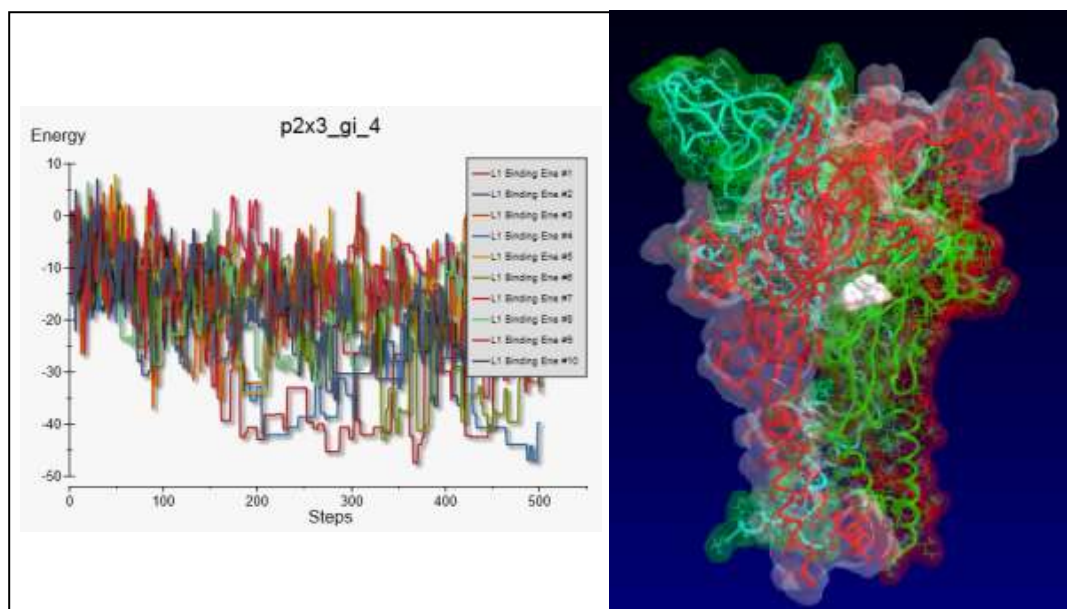 p2x3_gi_4
Energy
10
0
-10
-20
-30
-40
-50
0 100 200 300 400 500
Steps
L1 Binding Ene #1
L1 Binding Ene #2
L1 Binding Ene #3
L1 Binding Ene #4
L1 Binding Ene #5
L1 Binding Ene #6
L1 Binding Ene #7
L1 Binding Ene #8
L1 Binding Ene #9
L1 Binding Ene #10